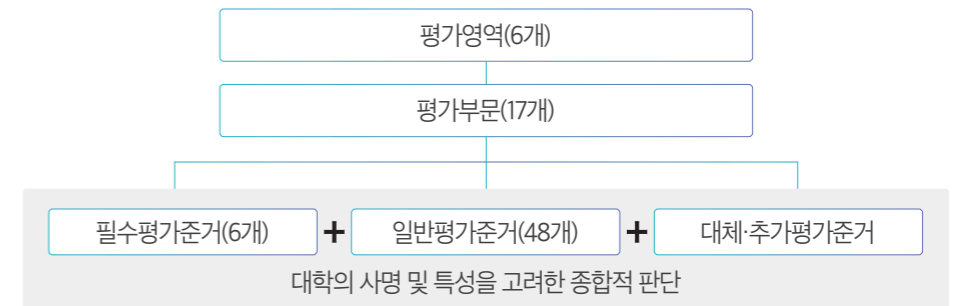 평가영역(6개)
평가부문(17개)
필수평가준거(6개) + 일반평가준거(48개) + 대체·추가평가준거
대학의 사명 및 특성을 고려한 종합적 판단